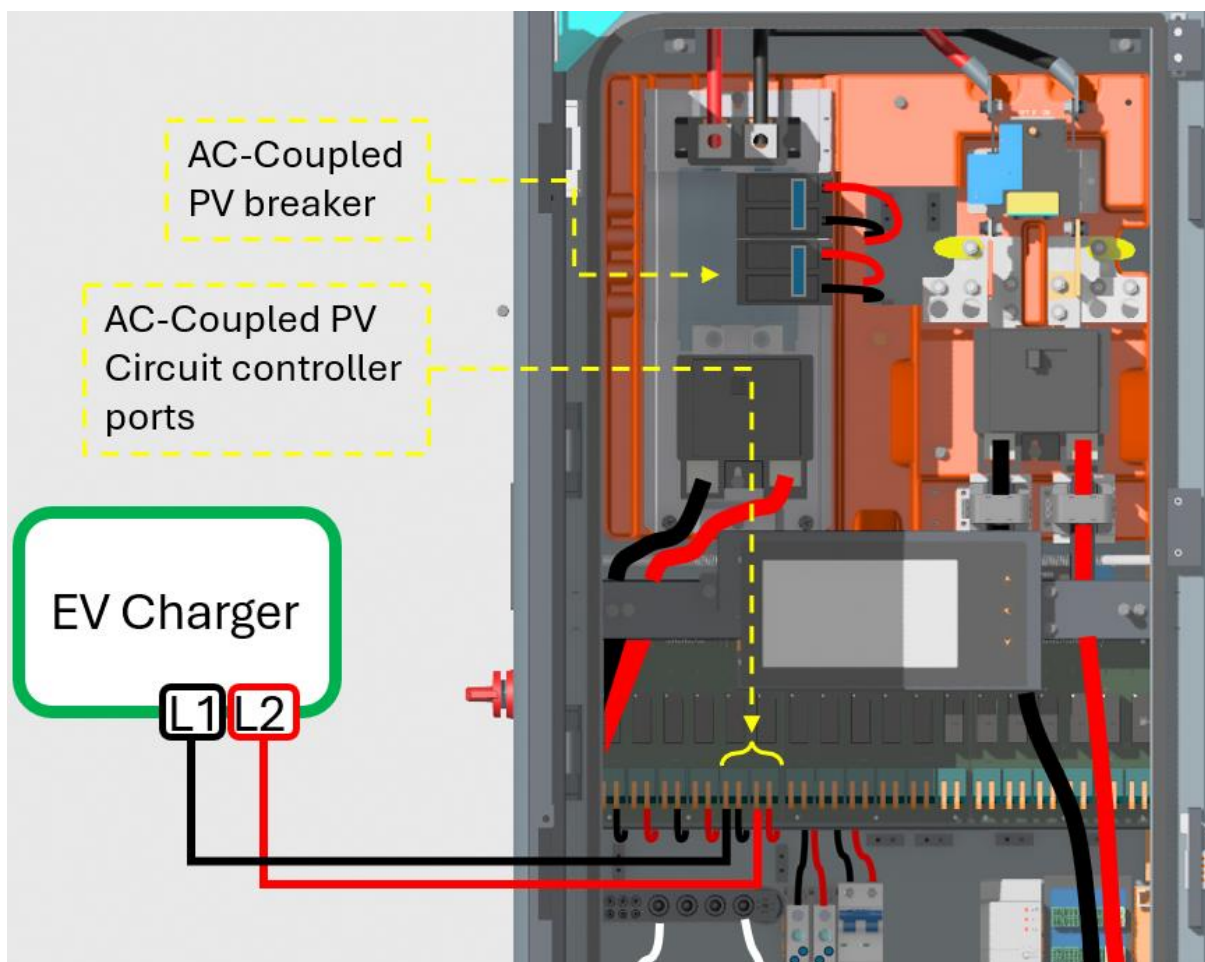 AC-Coupled
PV breaker
AC-Coupled PV
Circuit controller
ports
EV Charger
L1 L2